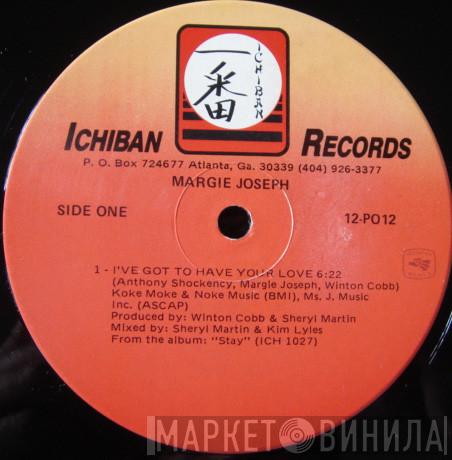 一番
ICHIBAN
ICHIBAN RECORDS
P. O. Box 724677 Atlanta, Ga. 30339 (404) 926-3377
MARGIE JOSEPH
SIDE ONE
12-PO12
1 - I'VE GOT TO HAVE YOUR LOVE 6:22
(Anthony Shockency, Margie Joseph, Winton Cobb)
Koke Moke & Noke Music (BMI), Ms. J. Music
Inc. (ASCAP)
Produced by: Winton Cobb & Sheryl Martin
Mixed by: Sheryl Martin & Kim Lyles
From the album: "Stay" (ICH 1027)
МАРКЕТ ВИНИЛА